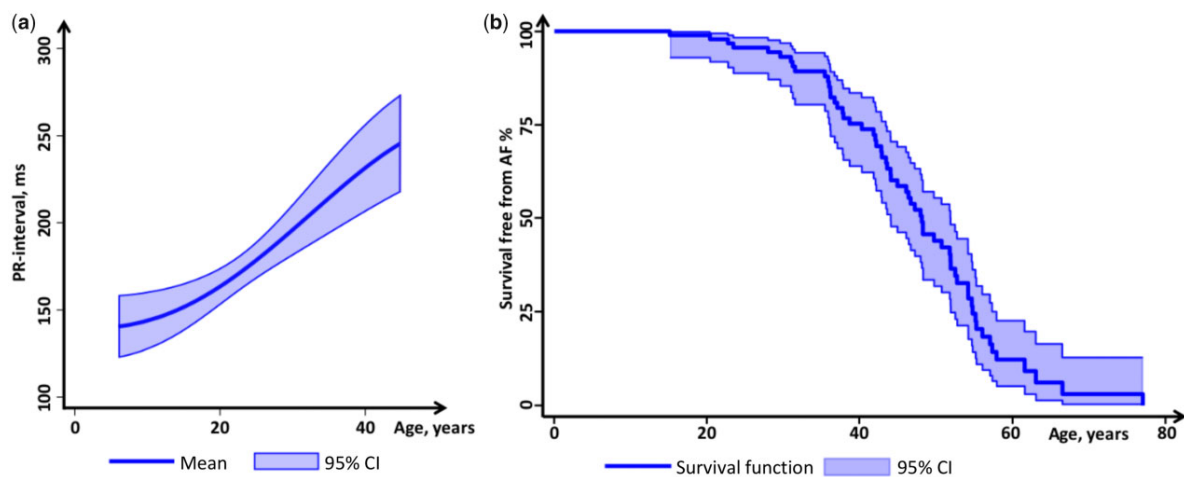 (a)
PR-interval, ms
300
250
200
150
100
0 20 40 Age, years
Mean 95% CI
(b)
Survival free from AF %
100
75
50
25
0
0 20 40 60 Age, years 80
Survival function 95% CI